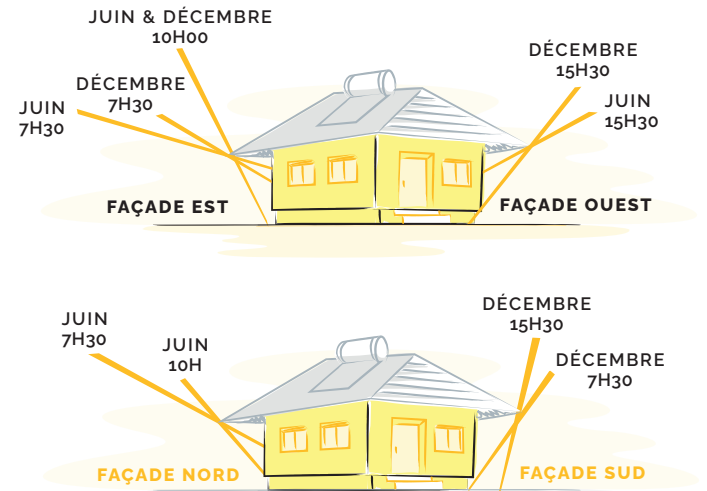 JUIN & DÉCEMBRE
10H00
DÉCEMBRE
7H30
JUIN
7H30
DÉCEMBRE
15H30
JUIN
15H30
FAÇADE EST
FAÇADE OUEST
JUIN
7H30
JUIN
10H
DÉCEMBRE
15H30
DÉCEMBRE
7H30
FAÇADE NORD
FAÇADE SUD